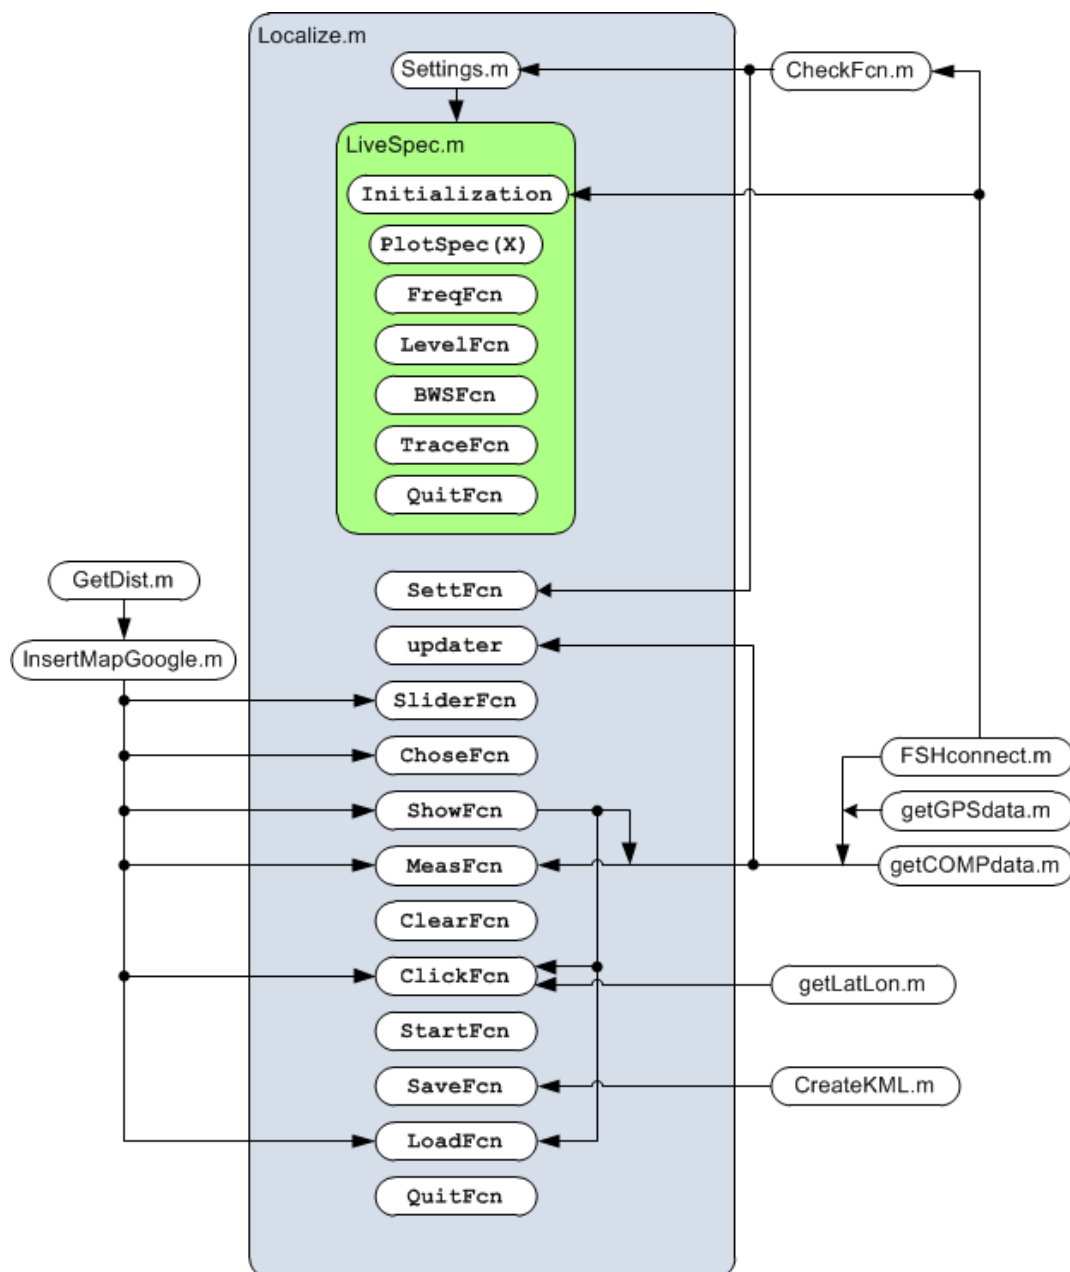 Localize.m
Settings.m
CheckFcn.m
LiveSpec.m
Initialization
PlotSpec(X)
FreqFcn
LevelFcn
BWSFcn
TraceFcn
QuitFcn
GetDist.m
SettFcn
updater
InsertMapGoogle.m
SliderFcn
ChoseFcn
FSHconnect.m
ShowFcn
getGPSdata.m
MeasFcn
getCOMPdata.m
ClearFcn
ClickFcn
getLatLon.m
StartFcn
SaveFcn
CreateKML.m
LoadFcn
QuitFcn